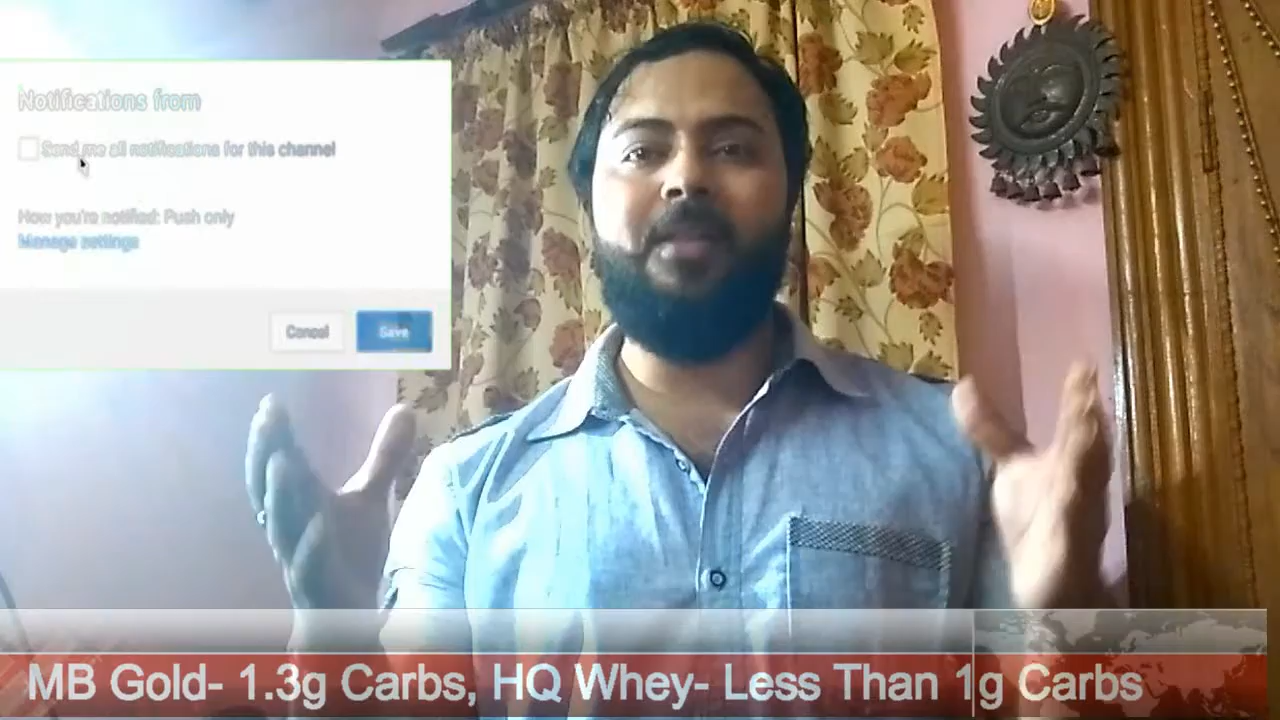 Notifications from
Send me all notifications for this channel
How you're notified: Push only
Manage settings
Cancel
Save
MB Gold- 1.3g Carbs, HQ Whey- Less Than 1g Carbs